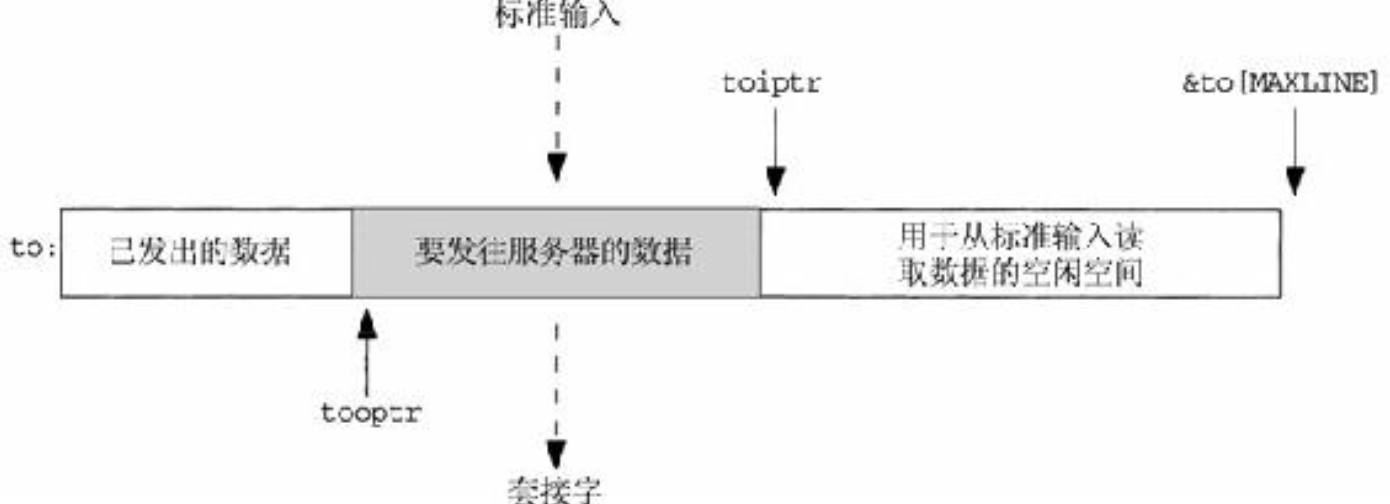 标准输入
toiptr
&to[MAXLINE]
to:
已发出的数据
要发往服务器的数据
用于从标准输入读
取数据的空闲空间
tooptr
套接字